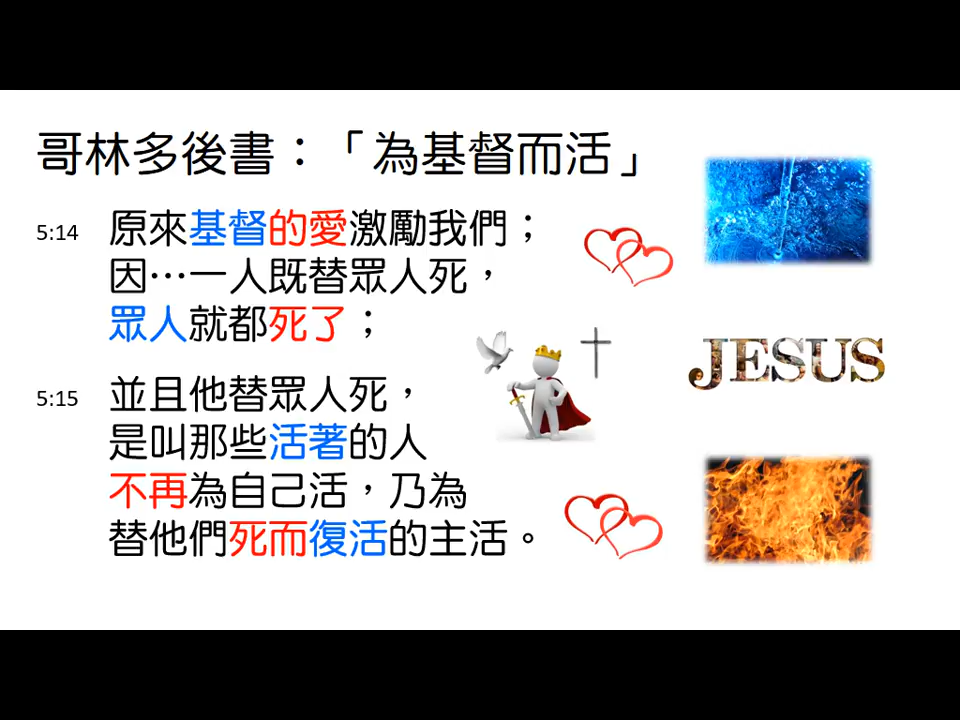 哥林多後書：「為基督而活」
5:14 原來基督的愛激勵我們；
因…一人既替眾人死，
眾人就都死了；
5:15 並且他替眾人死，
是叫那些活著的人
不再為自己活，乃為
替他們死而復活的主活。
JESUS